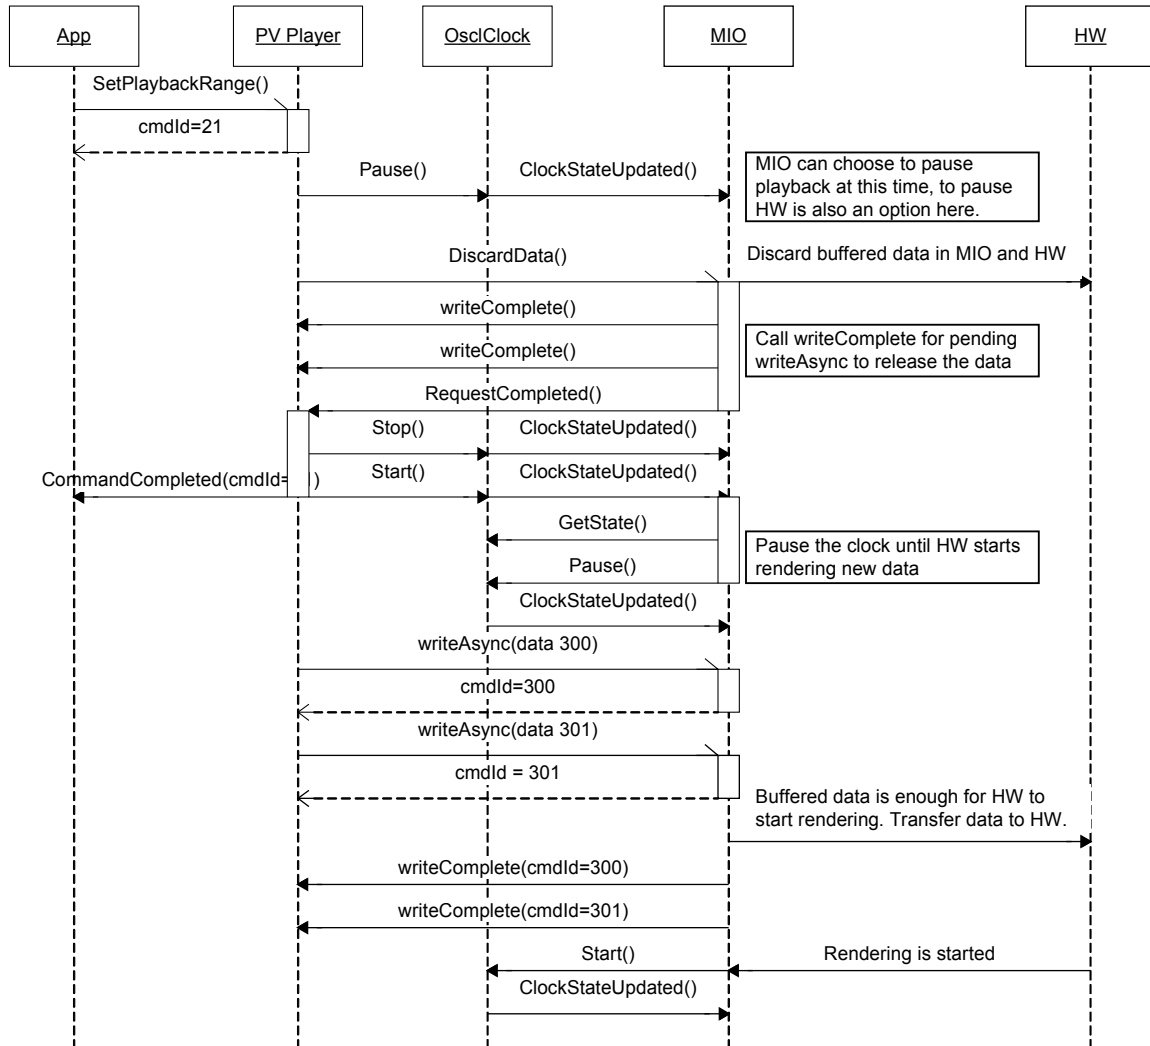 App
PV Player
OsclClock
MIO
HW
SetPlaybackRange()
cmdId=21
Pause()
ClockStateUpdated()
MIO can choose to pause
playback at this time, to pause
HW is also an option here.
DiscardData()
Discard buffered data in MIO and HW
writeComplete()
Call writeComplete for pending
writeAsync to release the data
writeComplete()
RequestCompleted()
Stop()
ClockStateUpdated()
CommandCompleted(cmdId= 1)
Start()
ClockStateUpdated()
GetState()
Pause the clock until HW starts
rendering new data
Pause()
ClockStateUpdated()
writeAsync(data 300)
cmdId=300
writeAsync(data 301)
cmdId = 301
Buffered data is enough for HW to
start rendering. Transfer data to HW.
writeComplete(cmdId=300)
writeComplete(cmdId=301)
Start()
Rendering is started
ClockStateUpdated()